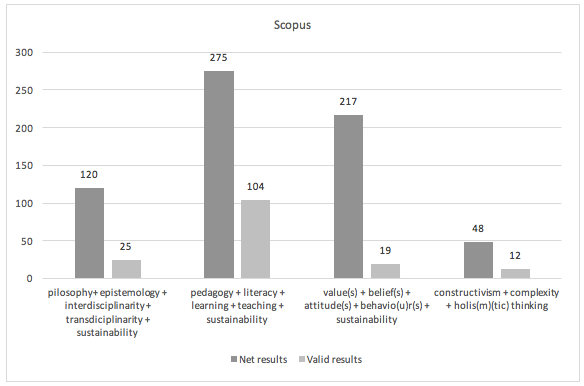 Scopus
300
250
200
150
100
50
0
120
25
275
104
217
19
48
12
pilosophy+ epistemology +
interdisciplinarity+
transdiciplinarity +
sustainability
pedagogy + literacy +
learning + teaching +
sustainability
value(s) + belief(s) +
attitude(s) + behavio(u)r(s) +
sustainability
constructivism + complexity
+ holis(m)(tic) thinking
Net results
Valid results